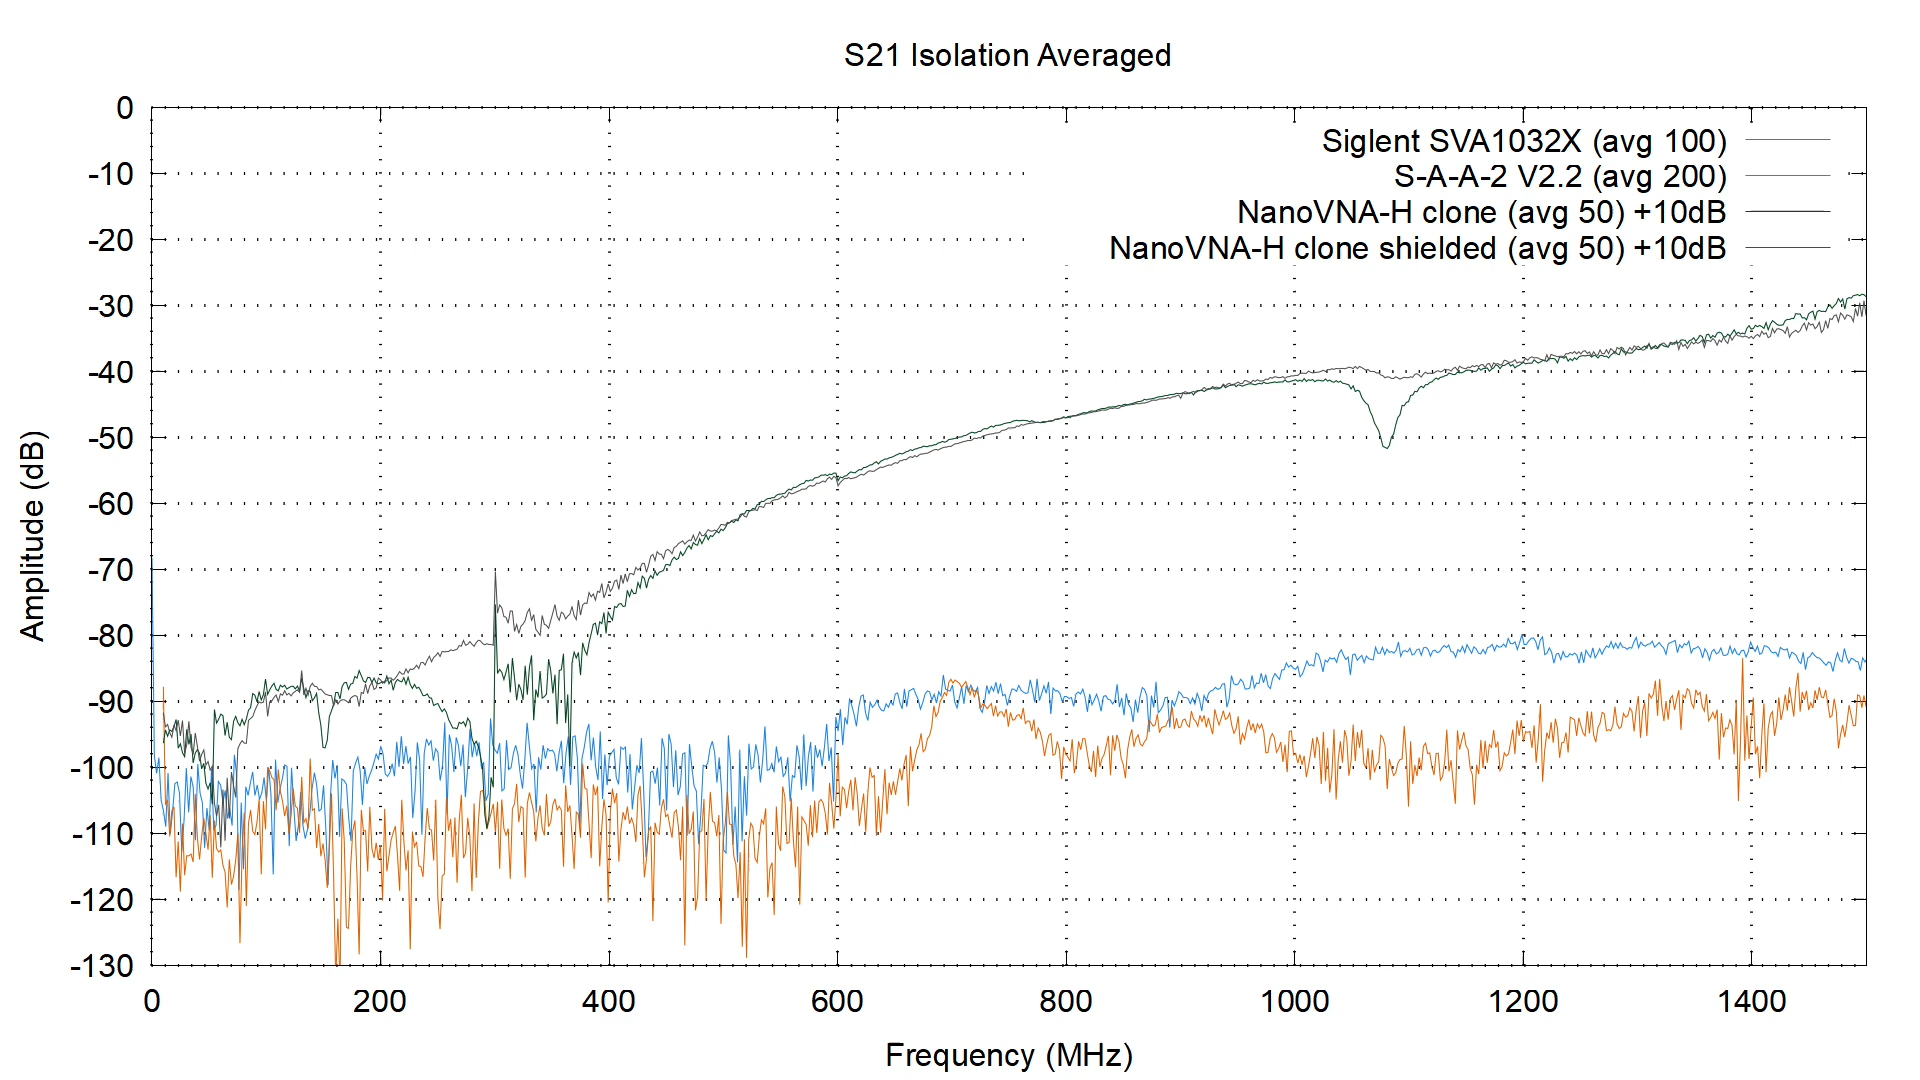 S21 Isolation Averaged
Siglent SVA1032X (avg 100)
S-A-A-2 V2.2 (avg 200)
NanoVNA-H clone (avg 50) +10dB
NanoVNA-H clone shielded (avg 50) +10dB
0
-10
-20
-30
-40
-50
-60
-70
-80
-90
-100
-110
-120
-130
Amplitude (dB)
0 200 400 600 800 1000 1200 1400
Frequency (MHz)